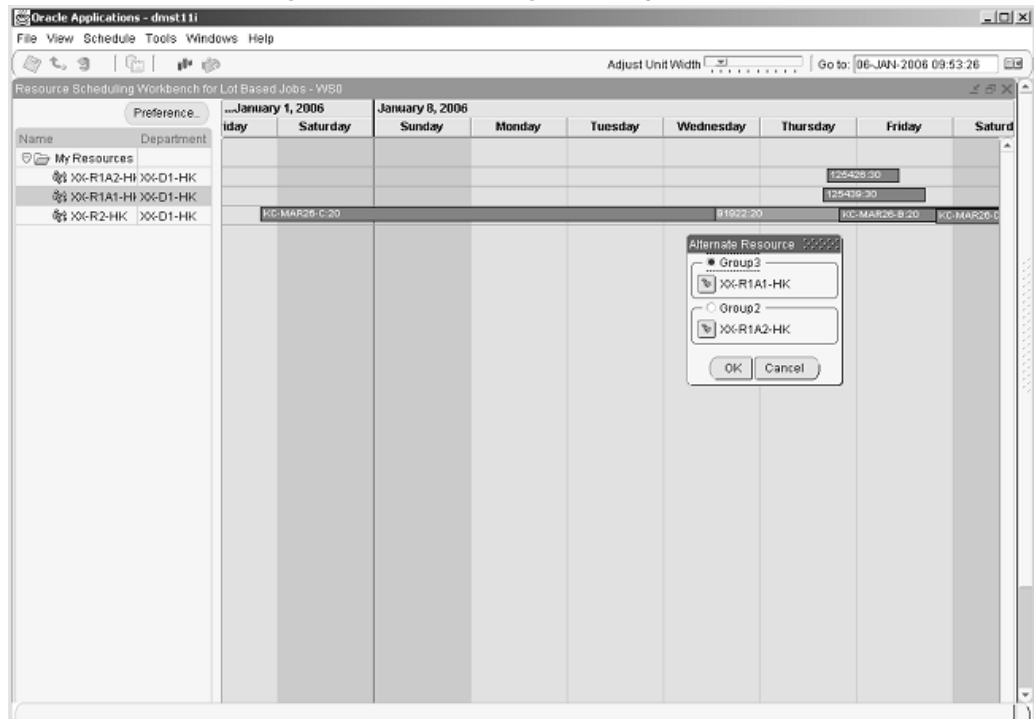 Oracle Applications - dmst11i
File View Schedule Tools Windows Help
Adjust Unit Width Go to: 06-JAN-2006 09:53:26
Resource Scheduling Workbench for Lot Based Jobs - WS0
Preference...
...January 1, 2006 January 8, 2006
iday Saturday Sunday Monday Tuesday Wednesday Thursday Friday Saturd
Name Department
My Resources
XX-R1A2-HK XX-D1-HK 125426:30
XX-R1A1-HK XX-D1-HK 125439:30
XX-R2-HK XX-D1-HK KC-MAR26-C:20 91922:20 KC-MAR26-B:20 KC-MAR26-C
Alternate Resource
Group3
XX-R1A1-HK
Group2
XX-R1A2-HK
OK Cancel